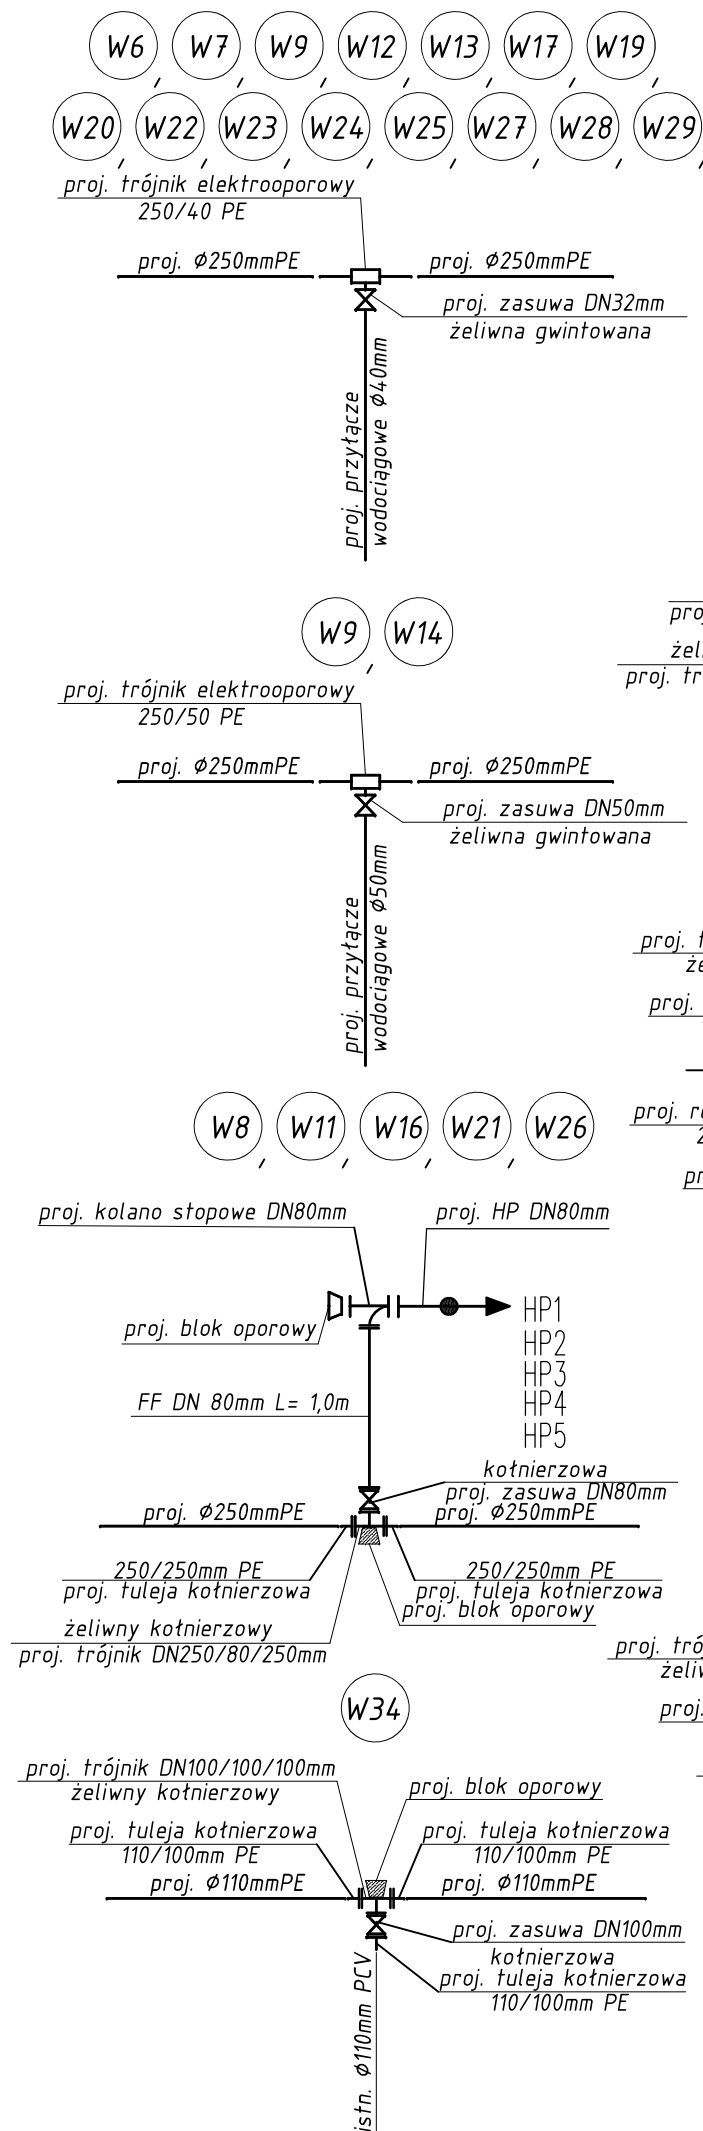 W6, W7, W9, W12, W13, W17, W19,
W20, W22, W23, W24, W25, W27, W28, W29,
proj. trójnik elektrooporowy
250/40 PE
proj. Φ250mmPE
proj. Φ250mmPE
proj. zasuwa DN32mm
żeliwna gwintowana
proj. przyłącze
wodociągowe Φ40mm
W9, W14
proj. trójnik elektrooporowy
250/50 PE
proj. Φ250mmPE
proj. Φ250mmPE
proj. zasuwa DN50mm
żeliwna gwintowana
proj. przyłącze
wodociągowe Φ50mm
proj.
proj. t
proj.
proj.
W8, W11, W16, W21, W26
proj. kolano stopowe DN80mm
proj. HP DN80mm
proj. blok oporowy
HP1
HP2
HP3
HP4
HP5
FF DN 80mm L= 1,0m
kołnierzowa
proj. zasuwa DN80mm
proj. Φ250mmPE
proj. Φ250mmPE
250/250mm PE
proj. tuleja kołnierzowa
250/250mm PE
proj. tuleja kołnierzowa
proj. blok oporowy
żeliwny kołnierzowy
proj. trójnik DN250/80/250mm
W34
proj. trójnik DN100/100/100mm
żeliwny kołnierzowy
proj. blok oporowy
proj. tuleja kołnierzowa
110/100mm PE
proj. tuleja kołnierzowa
110/100mm PE
proj. Φ110mmPE
proj. Φ110mmPE
proj. zasuwa DN100mm
kołnierzowa
proj. tuleja kołnierzowa
110/100mm PE
istn. Φ110mm PCV
proj.